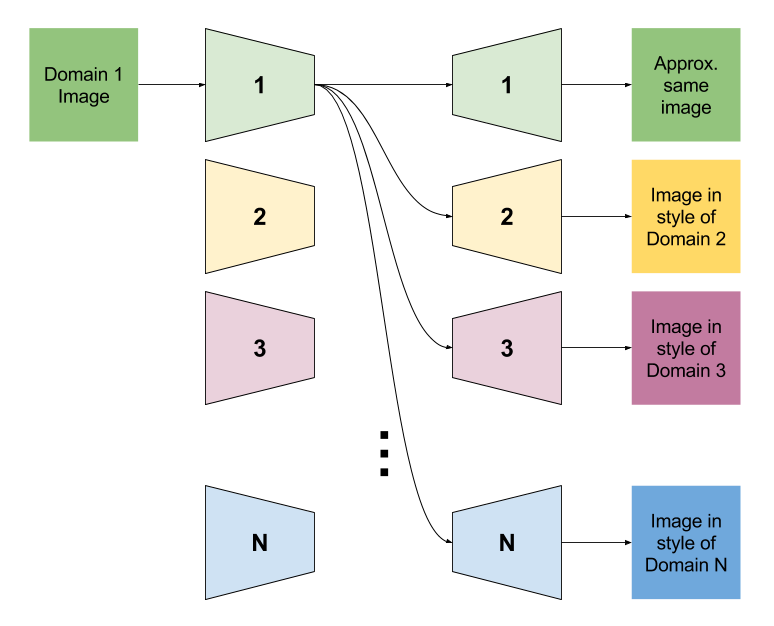 Domain 1
Image
1
1
Approx.
same
image
2
2
Image in
style of
Domain 2
3
3
Image in
style of
Domain 3
N
N
Image in
style of
Domain N